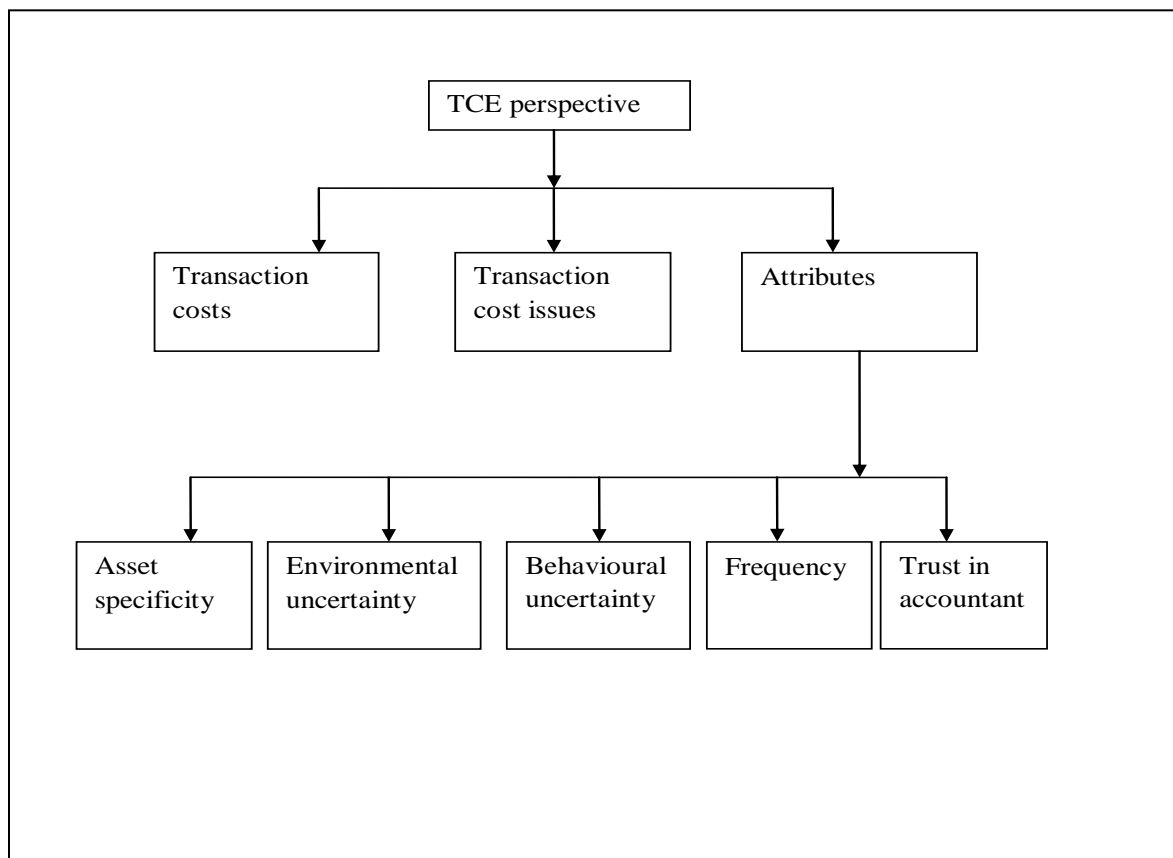 TCE perspective
Transaction
costs
Transaction
cost issues
Attributes
Asset
specificity
Environmental
uncertainty
Behavioural
uncertainty
Frequency
Trust in
accountant